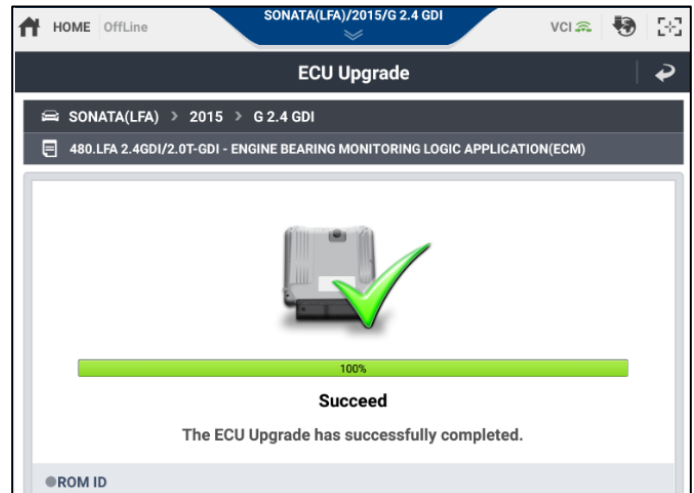 HOME OffLine
SONATA(LFA)/2015/G 2.4 GDI
VCI
ECU Upgrade
SONATA(LFA) > 2015 > G 2.4 GDI
480.LFA 2.4GDI/2.0T-GDI - ENGINE BEARING MONITORING LOGIC APPLICATION(ECM)
100%
Succeed
The ECU Upgrade has successfully completed.
ROM ID